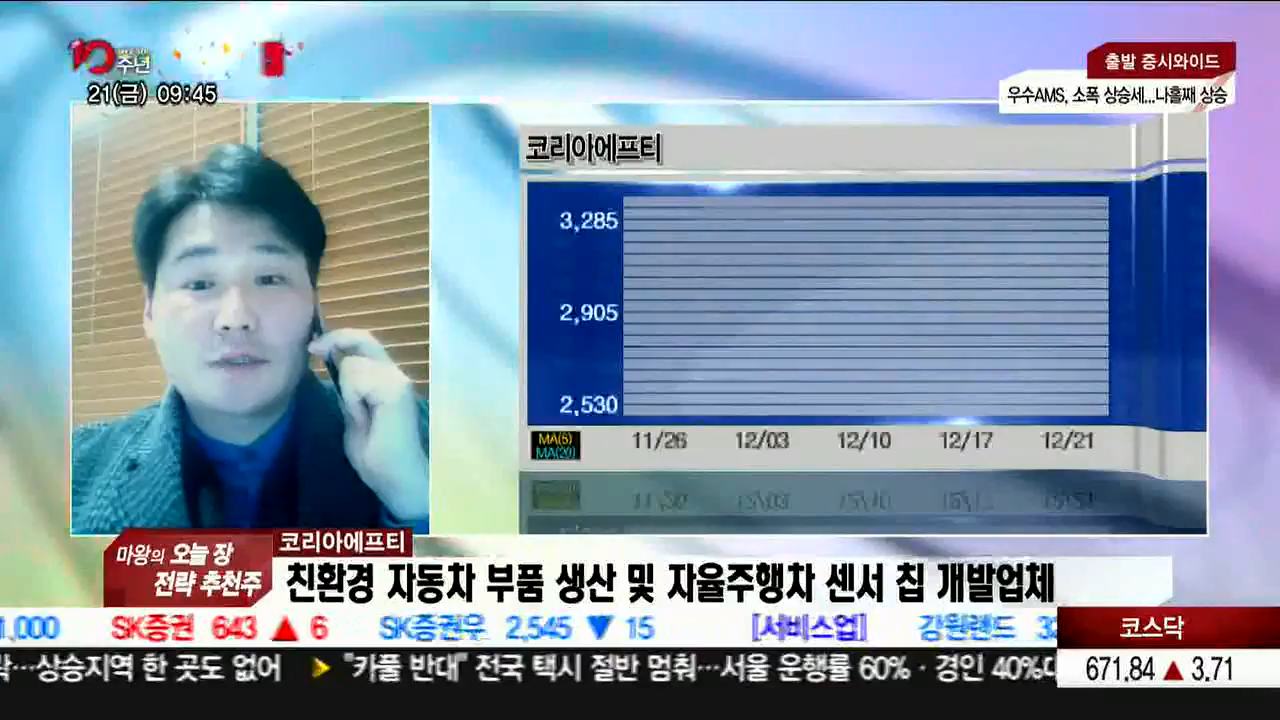 10주년
21(금) 09:45
출발 증시와이드
우수AMS, 소폭 상승세...나흘째 상승
코리아에프티
3,285
2,905
2,530
MA(5)
MA(20)
11/26 12/03 12/10 12/17 12/21
마왕의 오늘 장
전략 추천주
코리아에프티
친환경 자동차 부품 생산 및 자율주행차 센서 칩 개발업체
1,000 SK증권 643 ▲ 6 SK증권우 2,545 ▼ 15 [서비스업] 강원랜드
코스닥
671.84 ▲ 3.71
상승지역 한 곳도 없어 "카풀 반대" 전국 택시 절반 멈춰…서울 운행률 60%·경인 40%